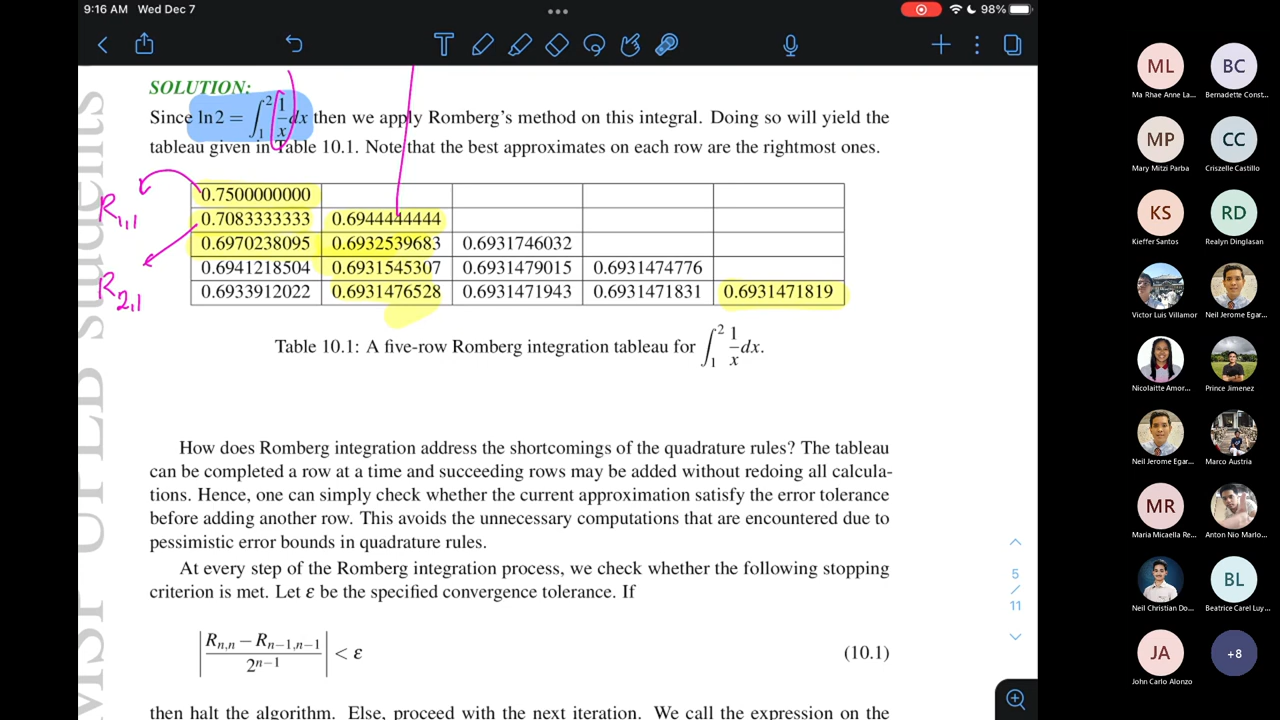 9:16 AM Wed Dec 7
98%
SOLUTION:
Since ln 2 = ∫₁² 1/x dx then we apply Romberg's method on this integral. Doing so will yield the
tableau given in Table 10.1. Note that the best approximates on each row are the rightmost ones.
R1,1
R2,1
0.7500000000
0.7083333333 0.6944444444
0.6970238095 0.6932539683 0.6931746032
0.6941218504 0.6931545307 0.6931479015 0.6931474776
0.6933912022 0.6931476528 0.6931471943 0.6931471831 0.6931471819
Table 10.1: A five-row Romberg integration tableau for ∫₁² 1/x dx.
How does Romberg integration address the shortcomings of the quadrature rules? The tableau
can be completed a row at a time and succeeding rows may be added without redoing all calcula-
tions. Hence, one can simply check whether the current approximation satisfy the error tolerance
before adding another row. This avoids the unnecessary computations that are encountered due to
pessimistic error bounds in quadrature rules.
At every step of the Romberg integration process, we check whether the following stopping
criterion is met. Let ε be the specified convergence tolerance. If
|Rn,n − Rn−1,n−1 / 2ⁿ⁻¹| < ε (10.1)
then halt the algorithm. Else, proceed with the next iteration. We call the expression on the
5
/
11
UPLB students
ML BC
Ma Rhae Anne La... Bernadette Const...
MP CC
Mary Mitzi Parba Criszelle Castillo
KS RD
Kieffer Santos Realyn Dinglasan
Victor Luis Villamor Neil Jerome Egar...
Nicolaitte Amor... Prince Jimenez
Neil Jerome Egar... Marco Austria
MR
Maria Micaella Re... Anton Nio Marlo...
BL
Neil Christian Do... Beatrice Carel Luy...
JA +8
John Carlo Alonzo